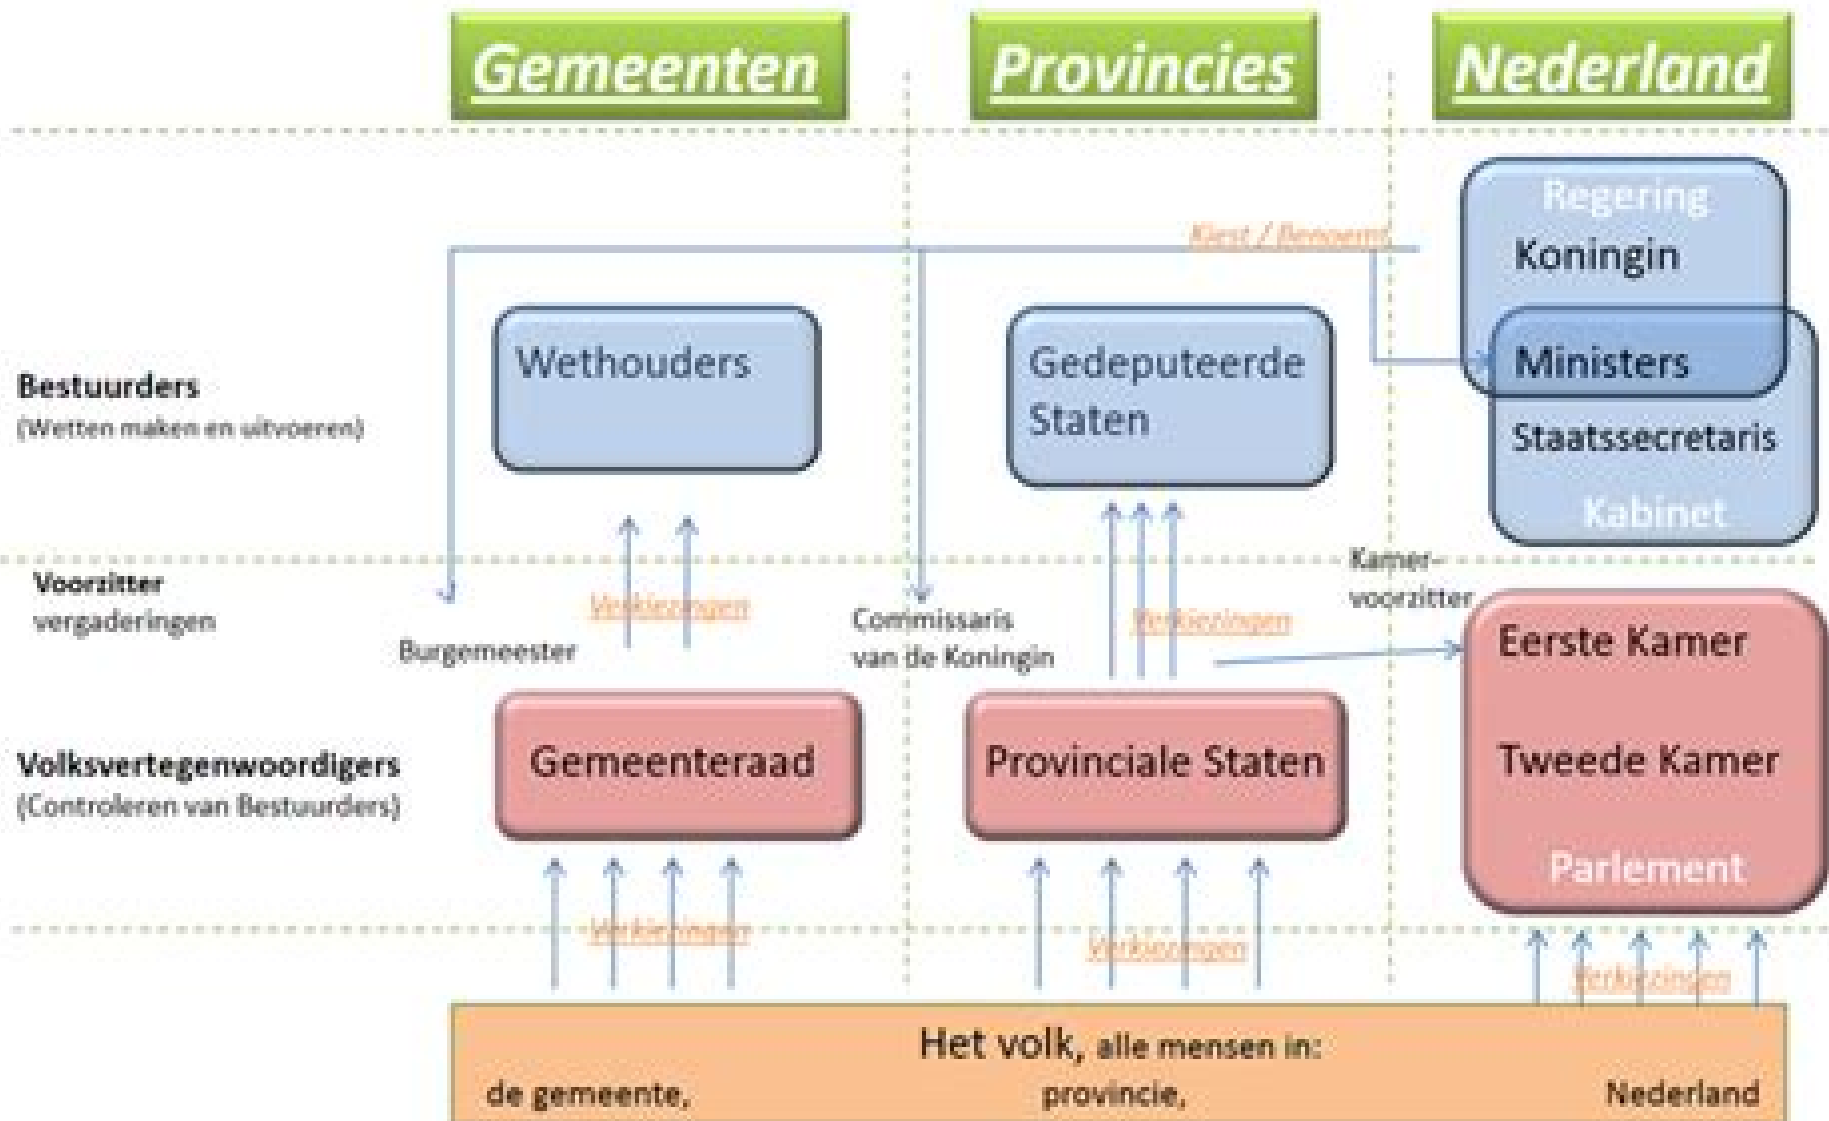 Gemeenten
Provincies
Nederland
Regering
Kiest / Benoemt
Koningin
Wethouders
Gedeputeerde
Staten
Ministers
Bestuurders
(Wetten maken en uitvoeren)
Staatssecretaris
Kabinet
Voorzitter
vergaderingen
Verkiezingen
Burgemeester
Commissaris
van de Koningin
Verkiezingen
Kamer-
voorzitter
Eerste Kamer
Volksvertegenwoordigers
(Controleren van Bestuurders)
Gemeenteraad
Provinciale Staten
Tweede Kamer
Parlement
Verkiezingen
Verkiezingen
Verkiezingen
Het volk, alle mensen in:
de gemeente,
provincie,
Nederland